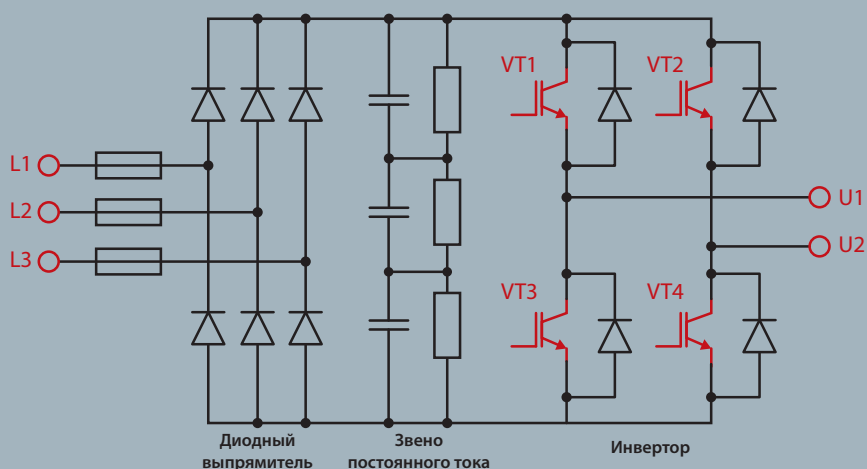 VT1
VT2
L1
U1
L2
U2
L3
VT3
VT4
Диодный
выпрямитель
Звено
постоянного тока
Инвертор